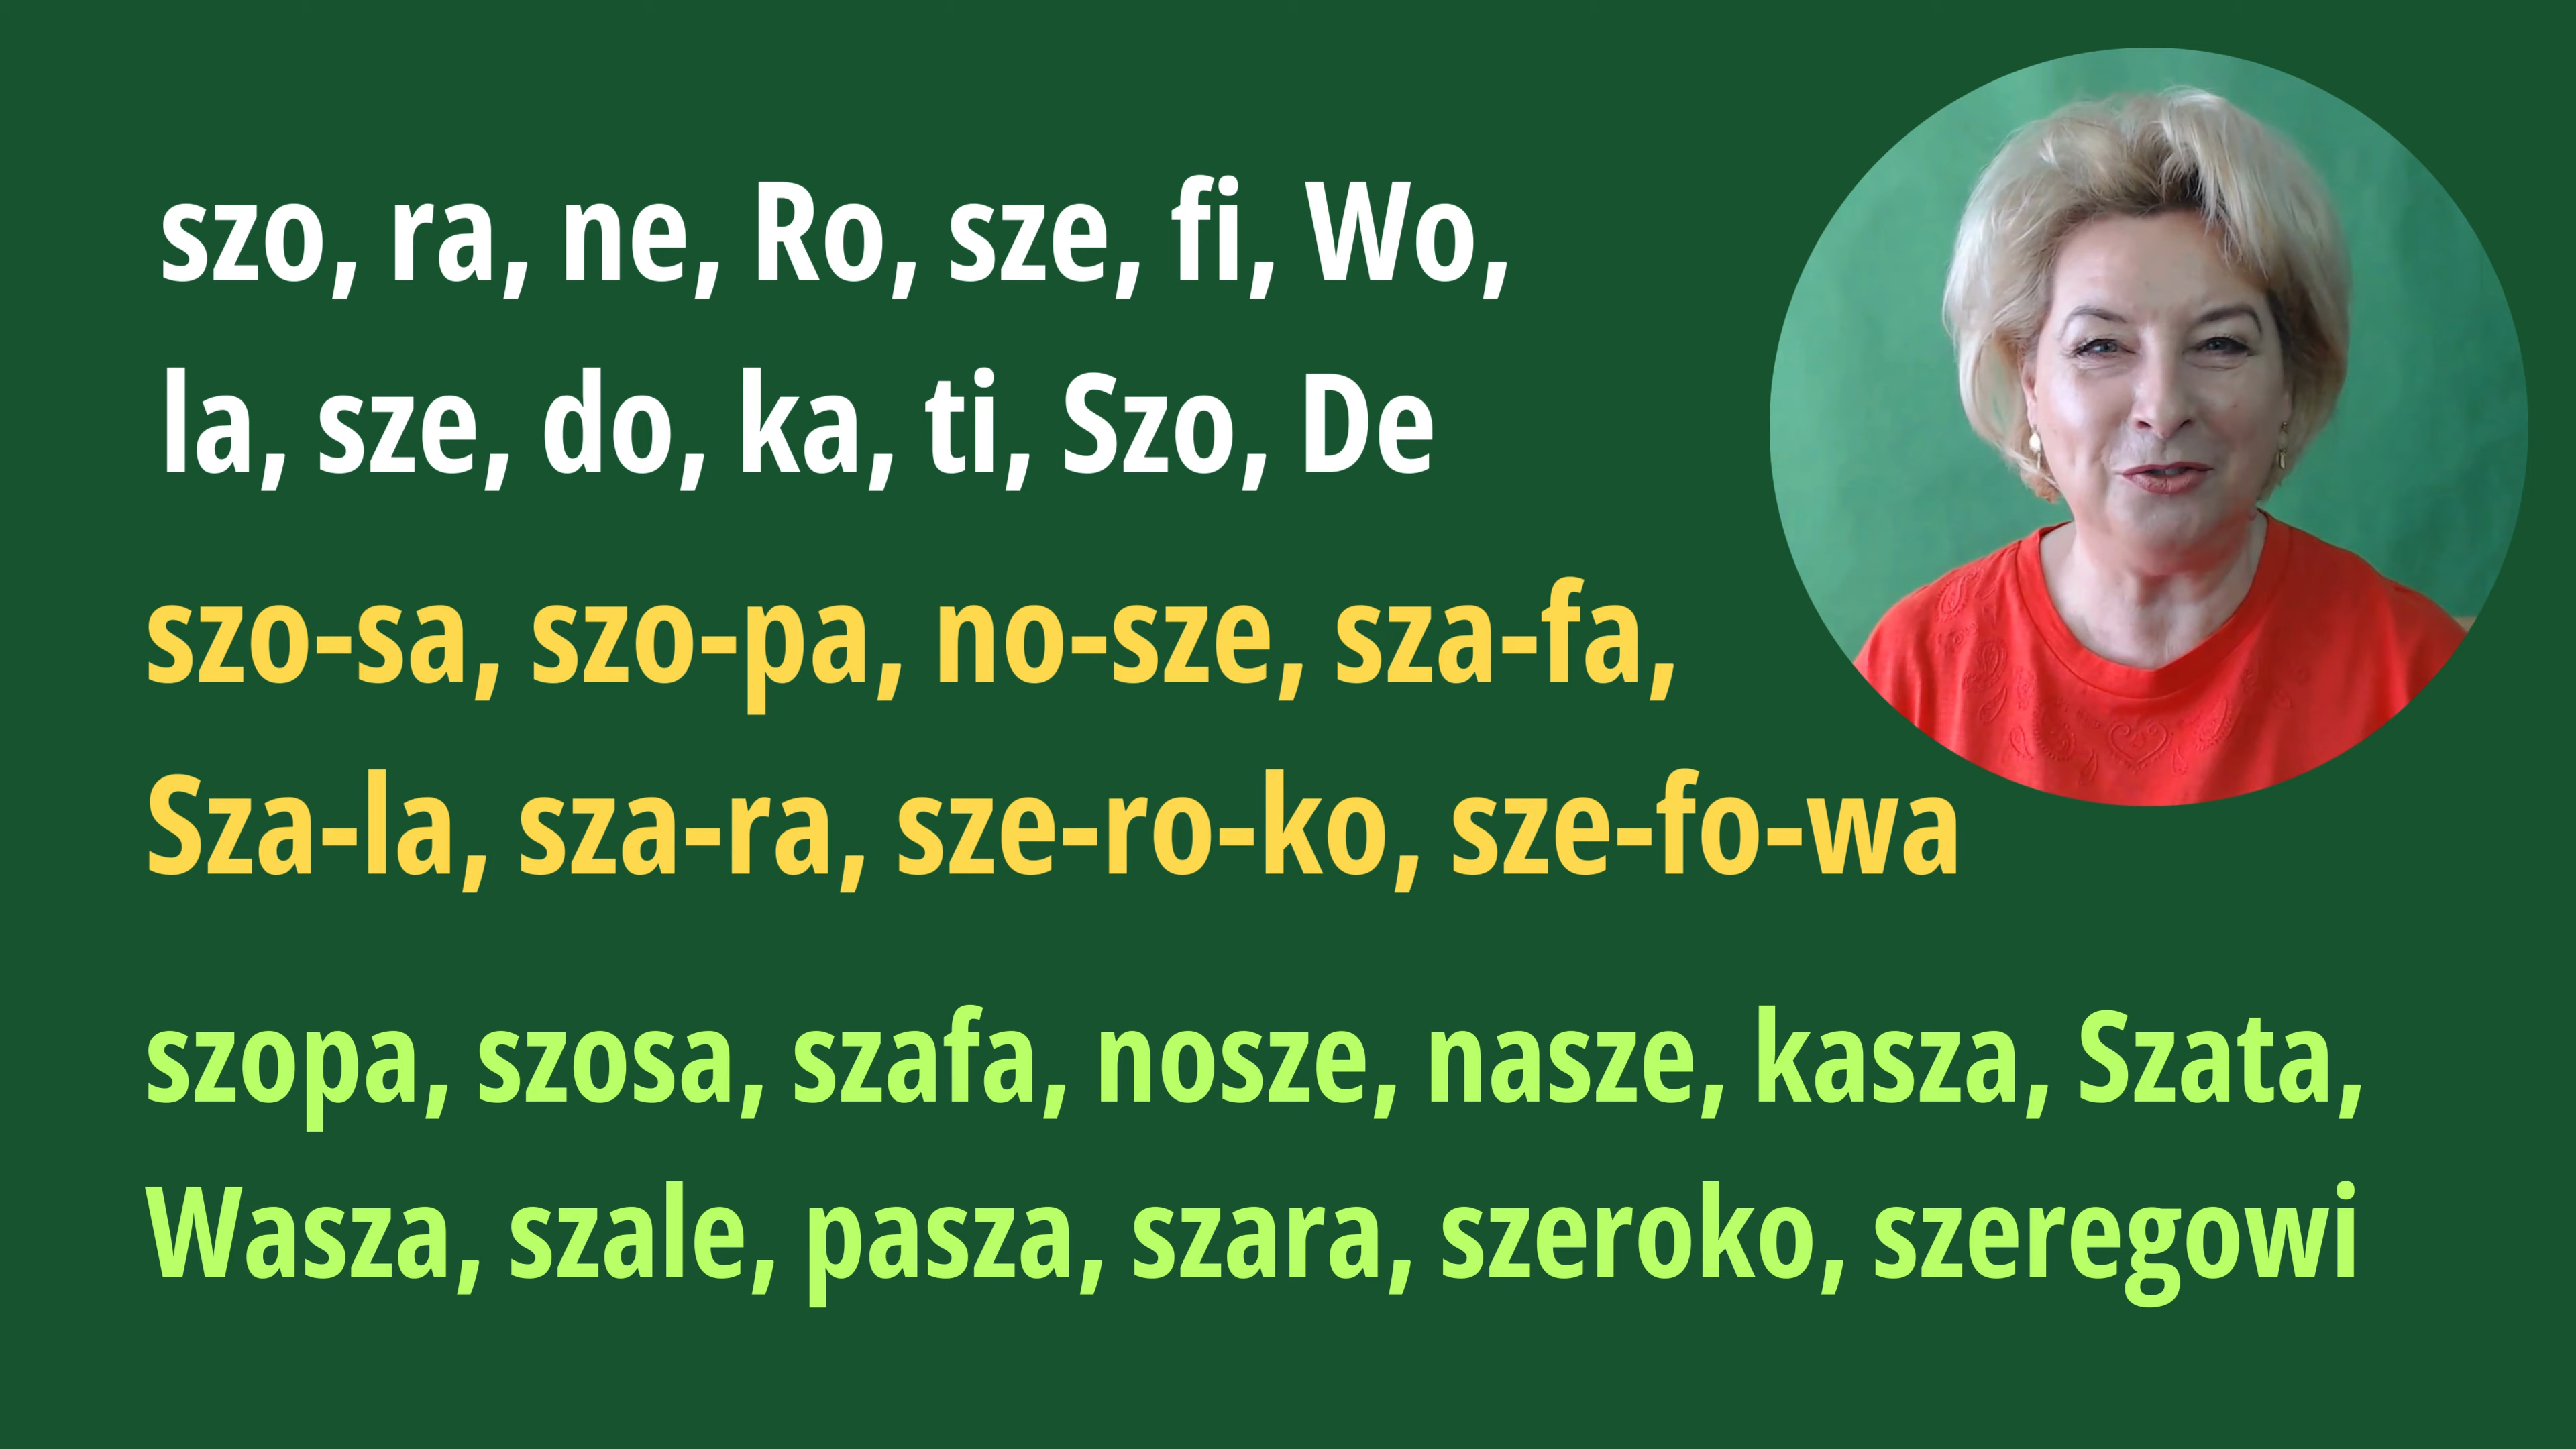 szo, ra, ne, Ro, sze, fi, Wo,
la, sze, do, ka, ti, Szo, De
szo-sa, szo-pa, no-sze, sza-fa,
Sza-la, sza-ra, sze-ro-ko, sze-fo-wa
szopa, szosa, szafa, nosze, nasze, kasza, Szata,
Wasza, szale, pasza, szara, szeroko, szeregowi